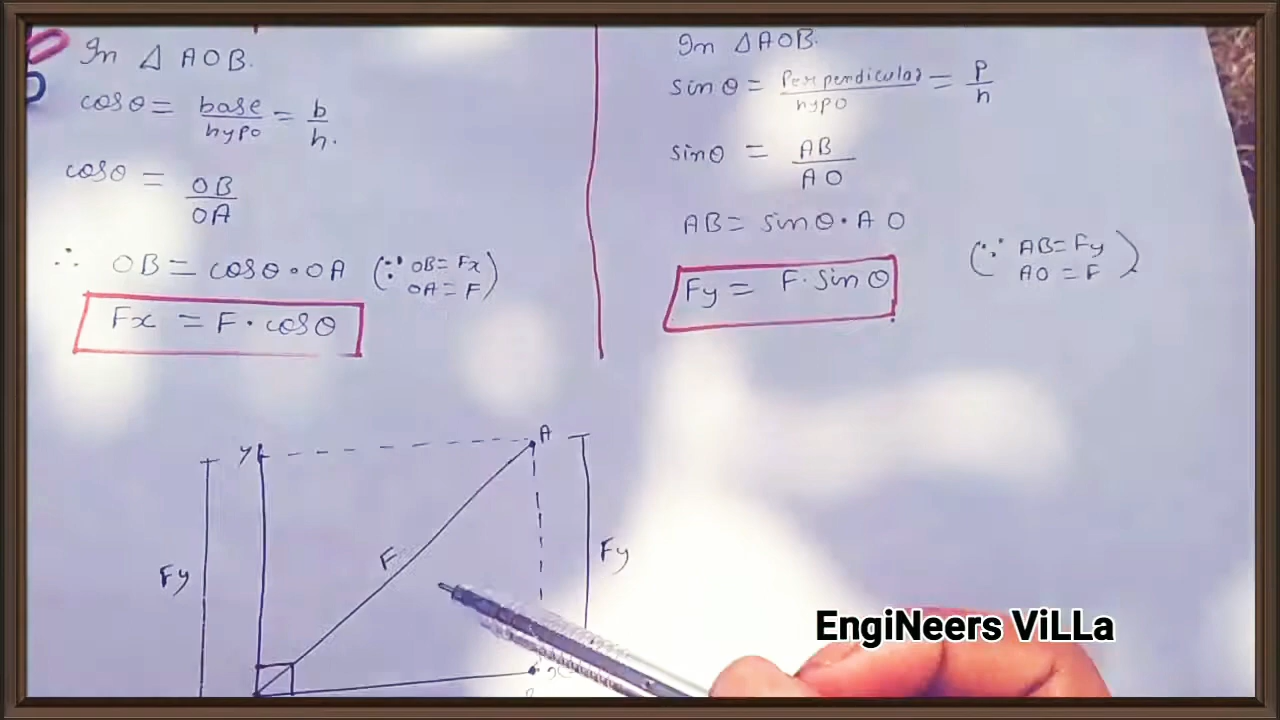 In Δ AOB.
cosθ = base/hypo = b/h.
cosθ = OB/OA
∴ OB = cosθ·OA (∵ OB = Fx
OA = F)
Fx = F·cosθ
In ΔAOB.
sinθ = Perpendicular/hypo = P/h
sinθ = AB/AO
AB = sinθ·AO
(∵ AB = Fy
AO = F)
Fy = F·sinθ
y
A
F
Fy
Fy
EngiNeers ViLLa